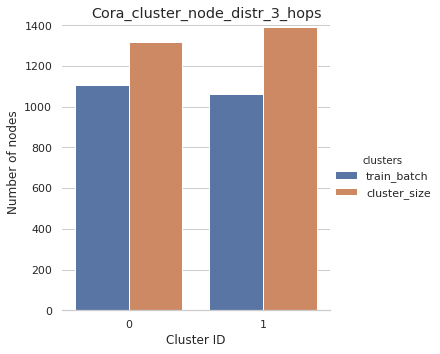 Cora_cluster_node_distr_3_hops
1400
1200
1000
800
600
400
200
0
Number of nodes
0 1
Cluster ID
clusters
train_batch
cluster_size